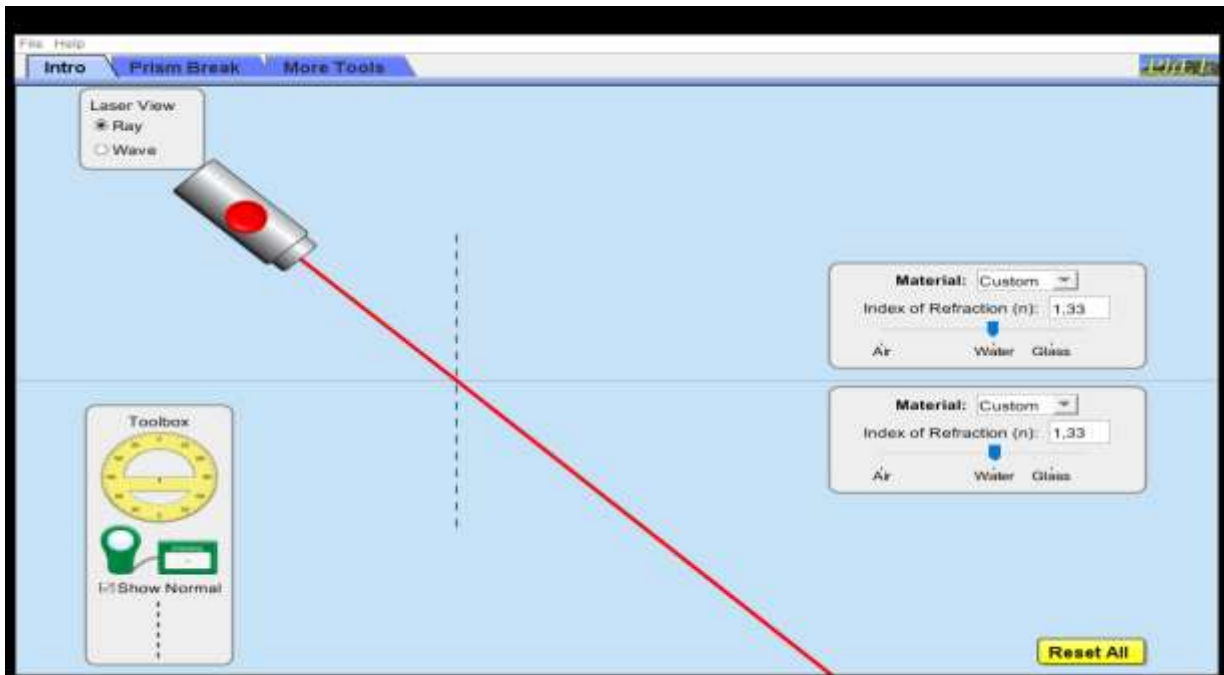 File Help
Intro Prism Break More Tools
Laser View
Ray
Wave
Material: Custom
Index of Refraction (n): 1,33
Air Water Glass
Material: Custom
Index of Refraction (n): 1,33
Air Water Glass
Toolbox
Show Normal
Reset All